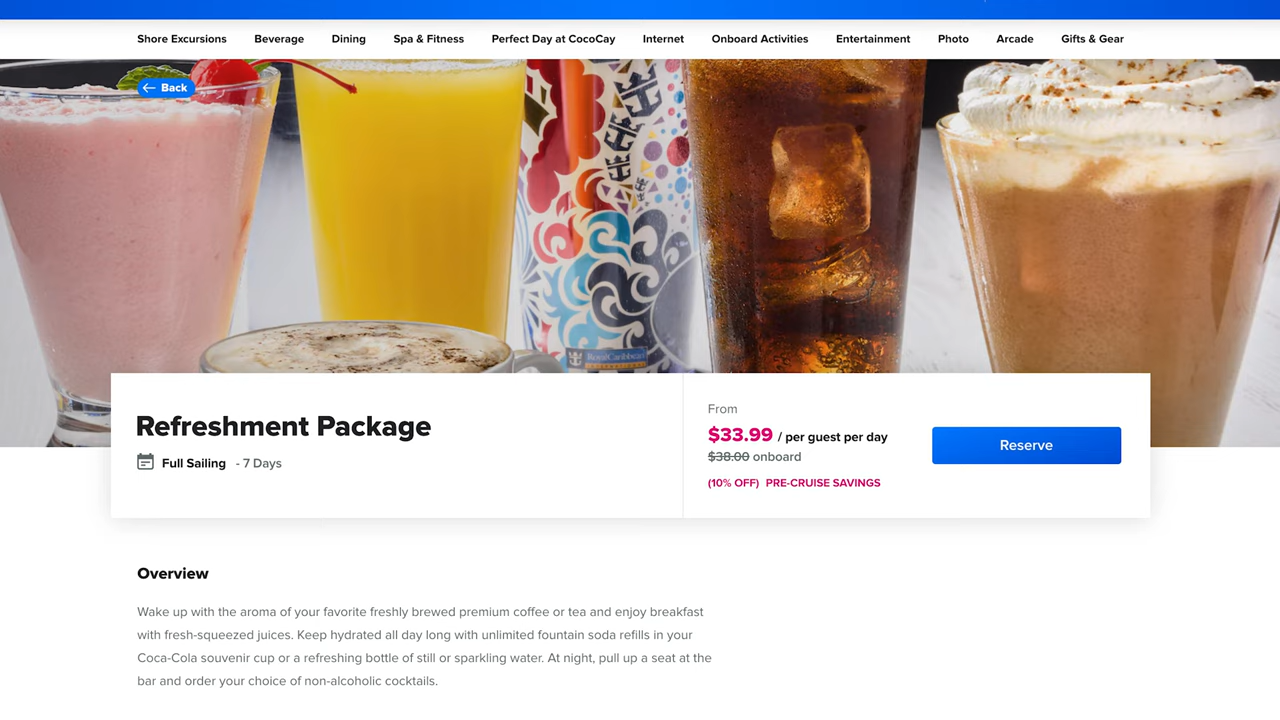 Shore Excursions Beverage Dining Spa & Fitness Perfect Day at CocoCay Internet Onboard Activities Entertainment Photo Arcade Gifts & Gear
← Back
RoyalCaribbean
INTERNATIONAL
Refreshment Package
Full Sailing - 7 Days
From
$33.99 / per guest per day
$38.00 onboard
(10% OFF) PRE-CRUISE SAVINGS
Reserve
Overview
Wake up with the aroma of your favorite freshly brewed premium coffee or tea and enjoy breakfast
with fresh-squeezed juices. Keep hydrated all day long with unlimited fountain soda refills in your
Coca-Cola souvenir cup or a refreshing bottle of still or sparkling water. At night, pull up a seat at the
bar and order your choice of non-alcoholic cocktails.